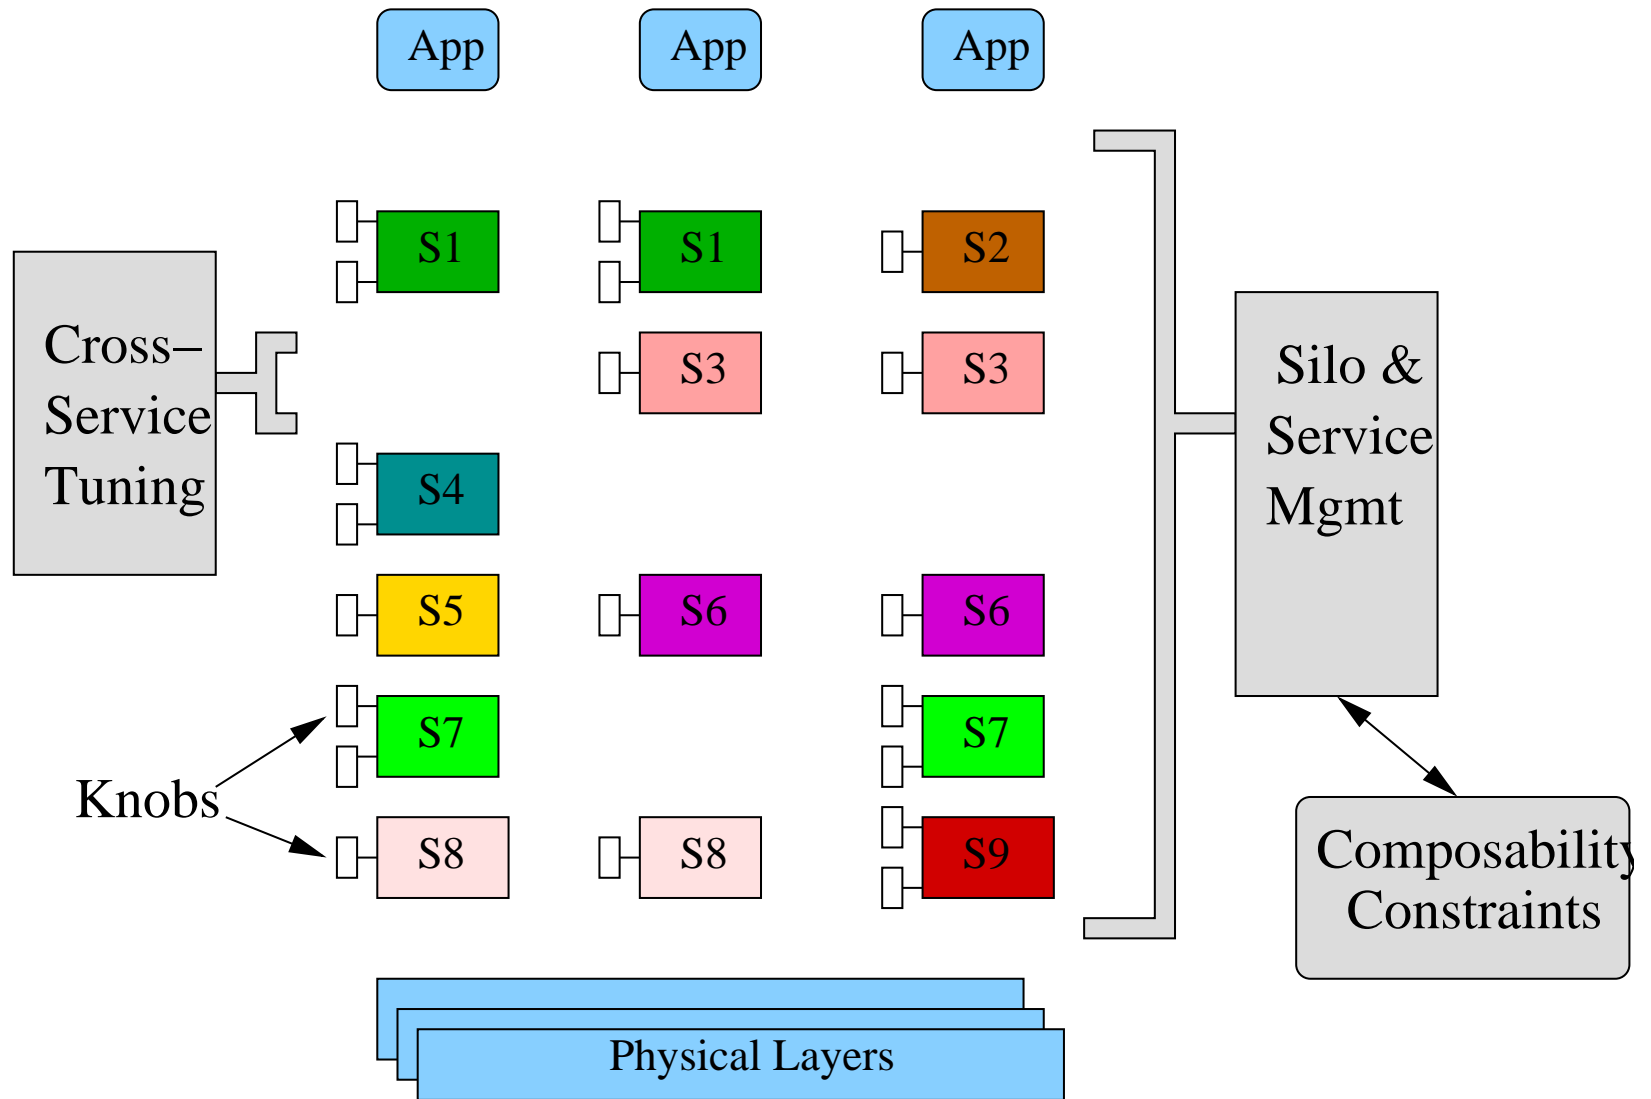 App App App
S1 S1 S2
Cross–
Service
Tuning
S3 S3
Silo &
Service
Mgmt
S4
S5 S6 S6
S7 S7
Knobs
S8 S8 S9
Composability
Constraints
Physical Layers